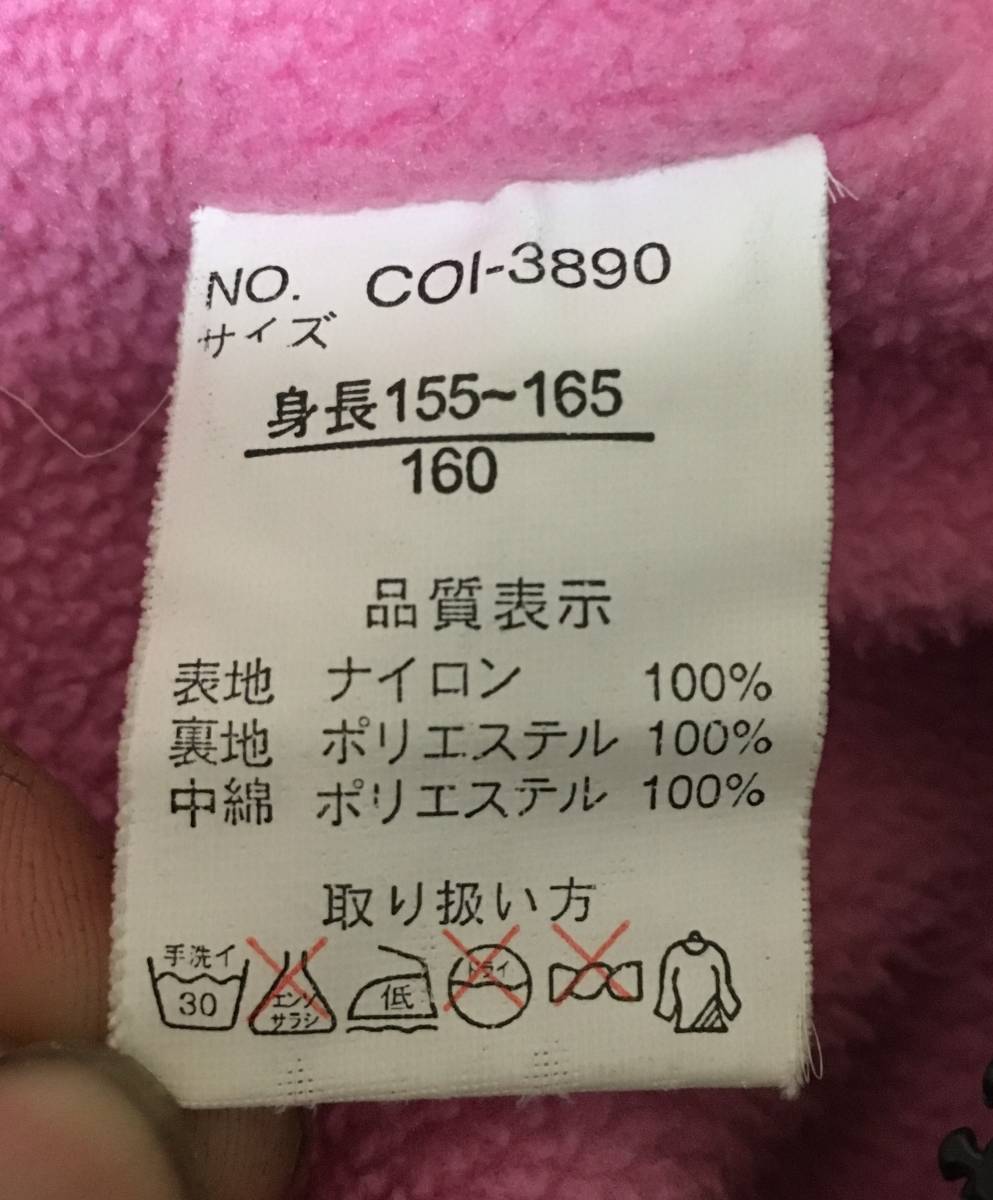 NO. COI-3890
サイズ
身長155~165
160
品質表示
表地 ナイロン 100%
裏地 ポリエステル 100%
中綿 ポリエステル 100%
取り扱い方
手洗イ
30
エンソ
サラシ
低
ドライ